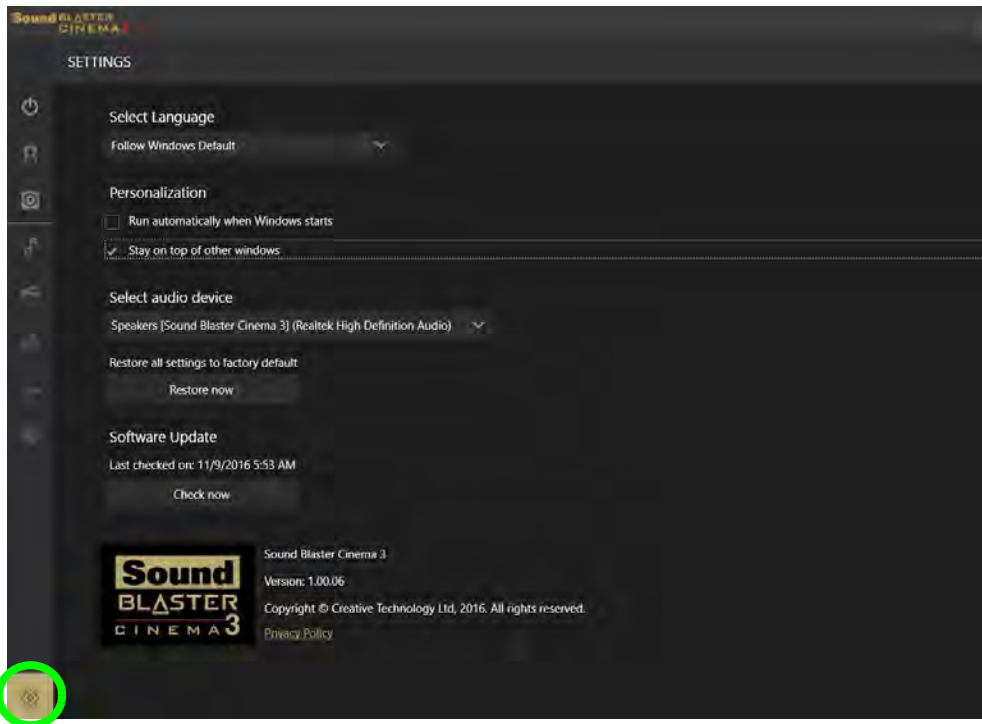 Sound BLASTER
CINEMA 3
SETTINGS
Select Language
Follow Windows Default
Personalization
Run automatically when Windows starts
Stay on top of other windows
Select audio device
Speakers [Sound Blaster Cinema 3] (Realtek High Definition Audio)
Restore all settings to factory default
Restore now
Software Update
Last checked on: 11/9/2016 5:53 AM
Check now
Sound
BLASTER
CINEMA 3
Sound Blaster Cinema 3
Version: 1.00.06
Copyright © Creative Technology Ltd, 2016. All rights reserved.
Privacy Policy